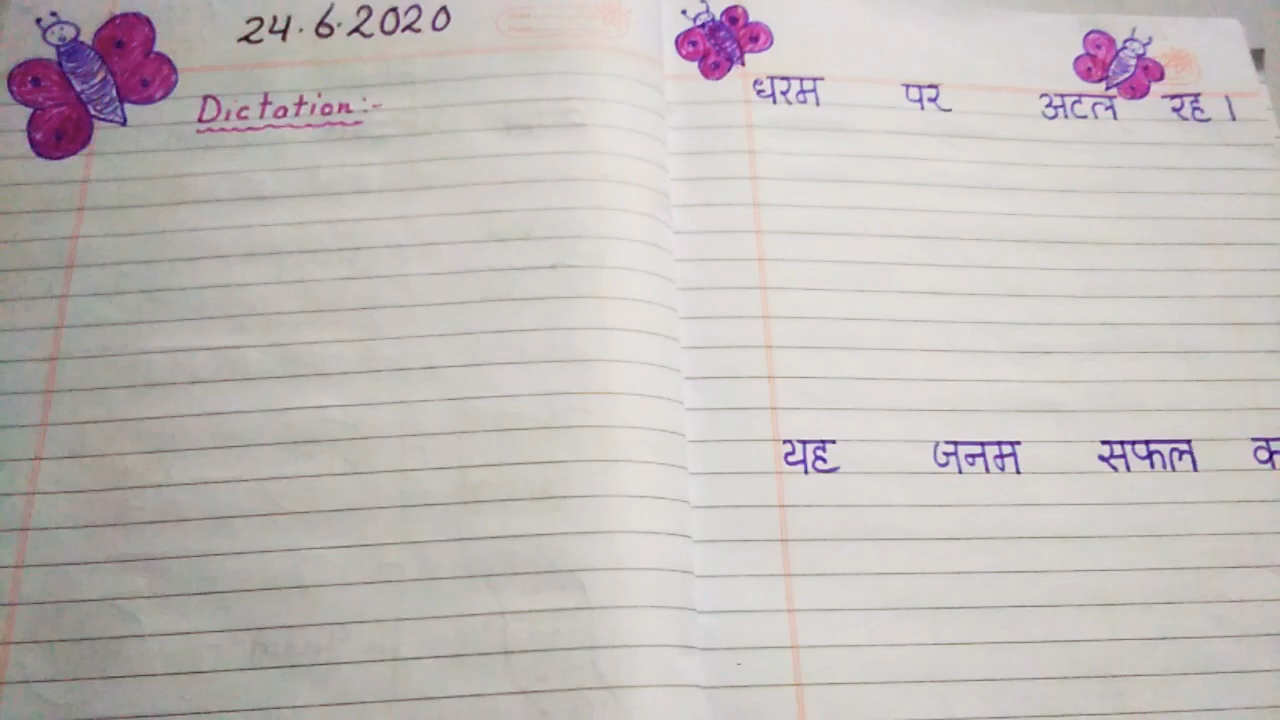 24.6.2020
Dictation:-
धरम पर अटल रह ।
यह जनम सफल